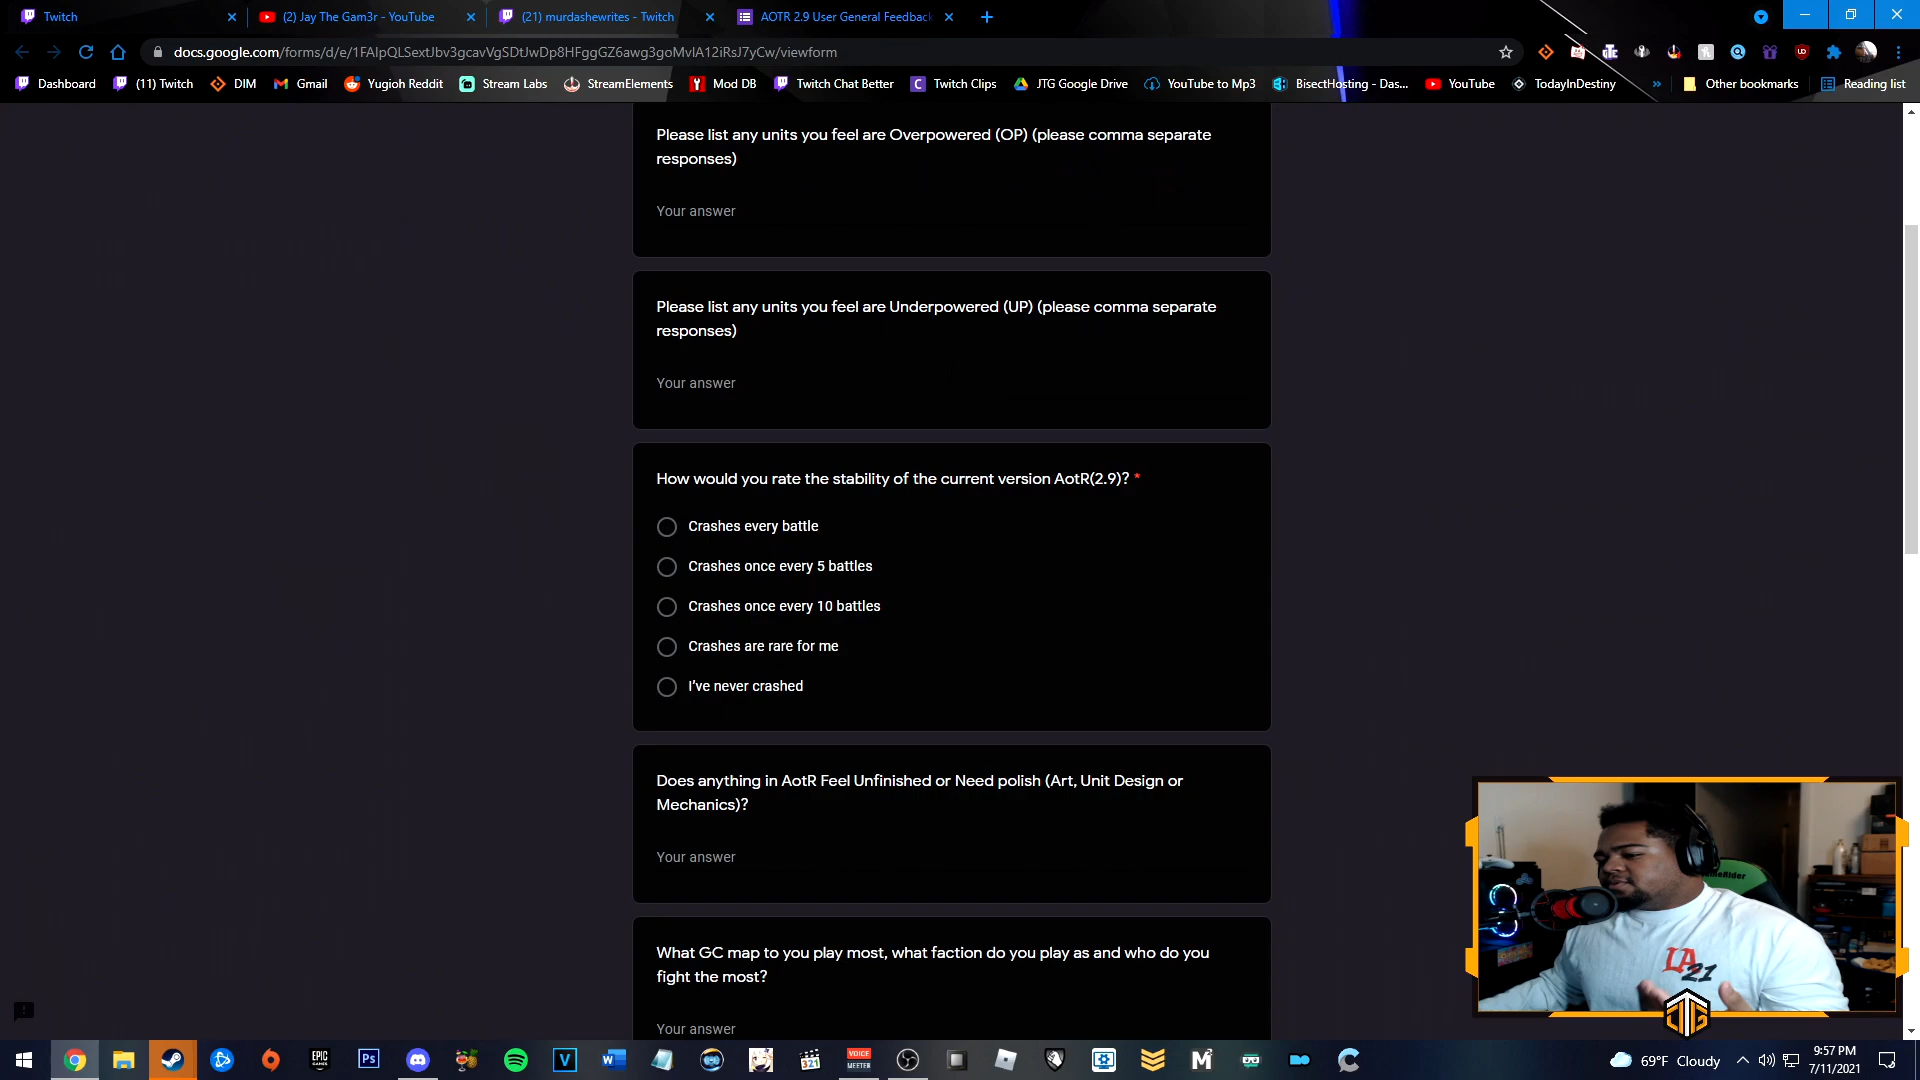 Twitch
(2) Jay The Gam3r - YouTube
(21) murdashewrites - Twitch
AOTR 2.9 User General Feedback
docs.google.com/forms/d/e/1FAIpQLSextJbv3gcavVgSDtJwDp8HFggGZ6awg3goMvlA12iRsJ7yCw/viewform
Dashboard
(11) Twitch
DIM
Gmail
Yugioh Reddit
Stream Labs
StreamElements
Mod DB
Twitch Chat Better
Twitch Clips
JTG Google Drive
YouTube to Mp3
BisectHosting - Das...
YouTube
TodayInDestiny
»
Other bookmarks
Reading list
Please list any units you feel are Overpowered (OP) (please comma separate
responses)
Your answer
Please list any units you feel are Underpowered (UP) (please comma separate
responses)
Your answer
How would you rate the stability of the current version AotR(2.9)? *
Crashes every battle
Crashes once every 5 battles
Crashes once every 10 battles
Crashes are rare for me
I've never crashed
Does anything in AotR Feel Unfinished or Need polish (Art, Unit Design or
Mechanics)?
Your answer
What GC map to you play most, what faction do you play as and who do you
fight the most?
Your answer
LA
21
EPIC
GAMES
Ps
V
W
321
VOICE
MEETER
M
69°F Cloudy
9:57 PM
7/11/2021